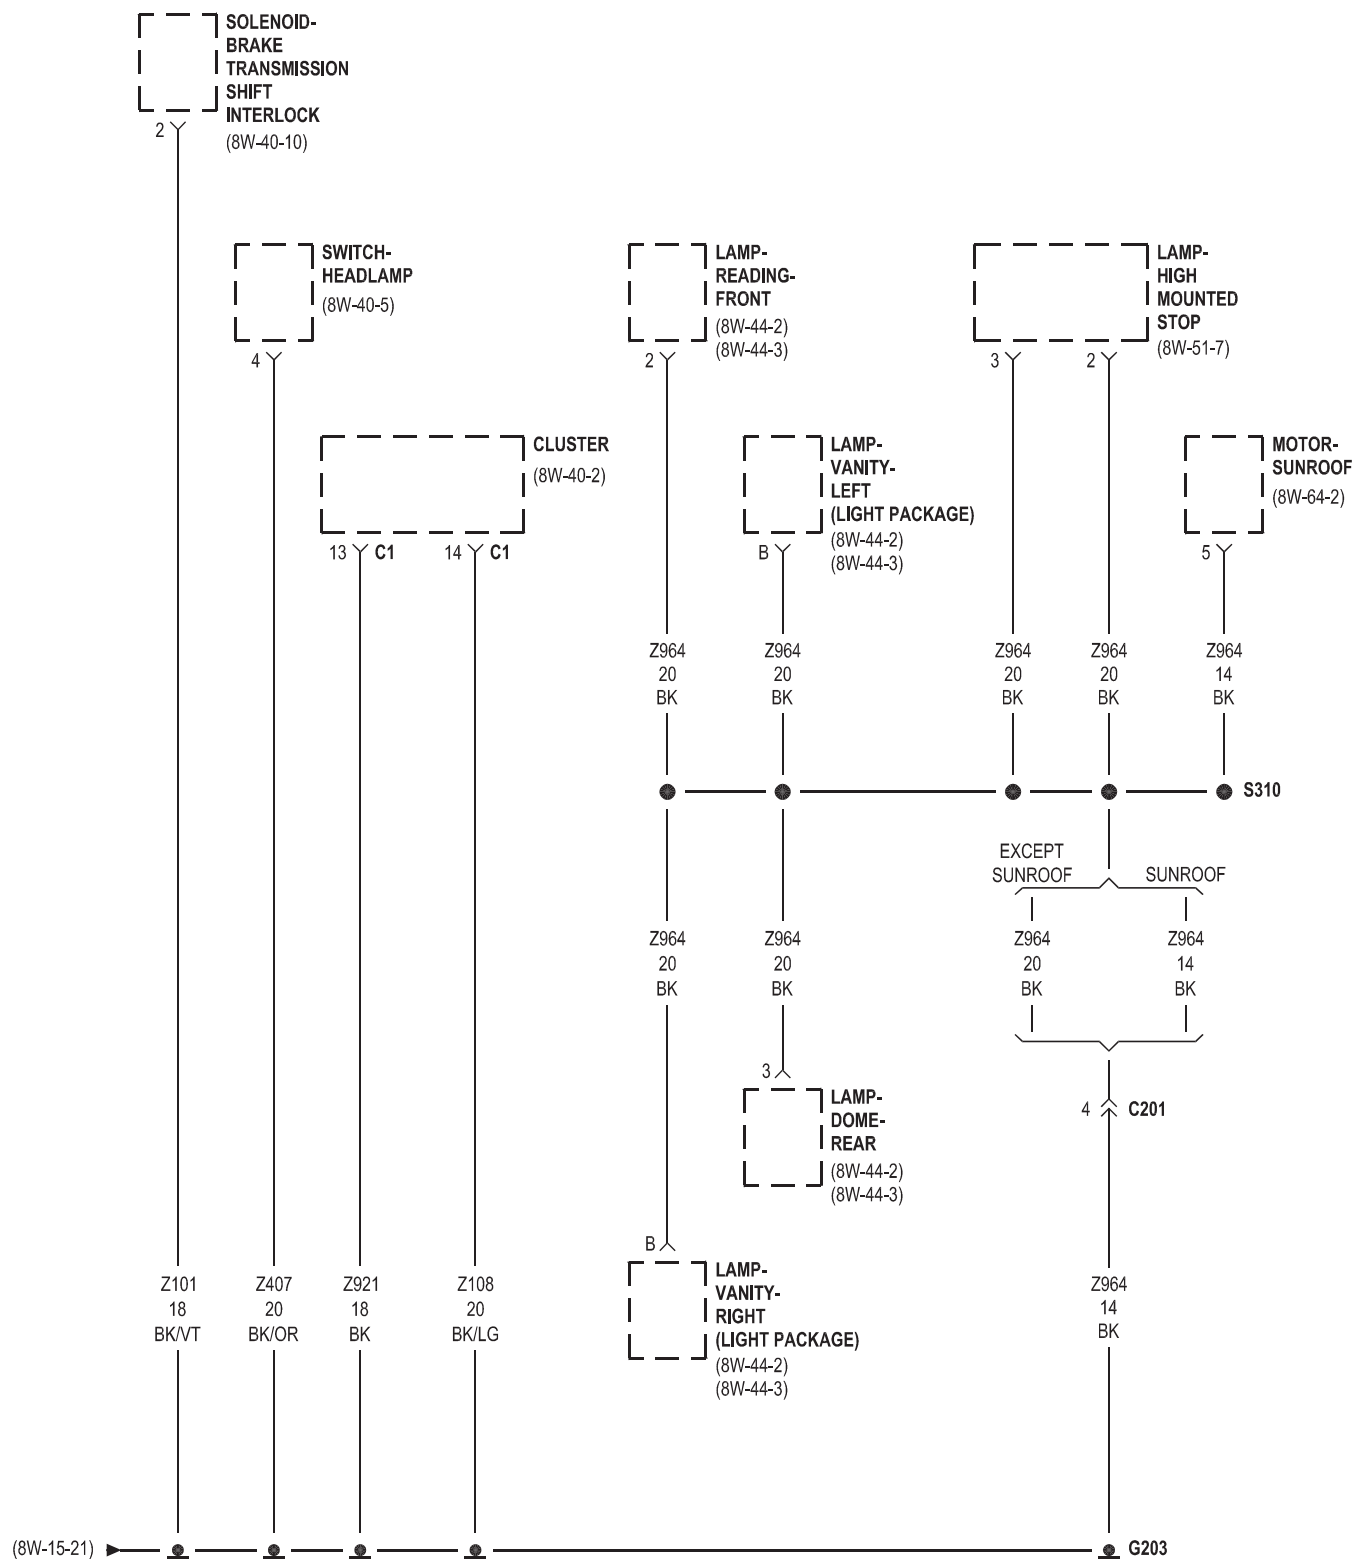 SOLENOID-
BRAKE
TRANSMISSION
SHIFT
INTERLOCK
(8W-40-10)
2
SWITCH-
HEADLAMP
(8W-40-5)
4
LAMP-
READING-
FRONT
(8W-44-2)
(8W-44-3)
2
LAMP-
HIGH
MOUNTED
STOP
(8W-51-7)
3
2
CLUSTER
(8W-40-2)
13 C1
14 C1
LAMP-
VANITY-
LEFT
(LIGHT PACKAGE)
(8W-44-2)
(8W-44-3)
B
MOTOR-
SUNROOF
(8W-64-2)
5
Z964
20
BK
Z964
20
BK
Z964
20
BK
Z964
20
BK
Z964
14
BK
S310
EXCEPT
SUNROOF
SUNROOF
Z964
20
BK
Z964
20
BK
Z964
20
BK
Z964
14
BK
3
LAMP-
DOME-
REAR
(8W-44-2)
(8W-44-3)
4 C201
B
LAMP-
VANITY-
RIGHT
(LIGHT PACKAGE)
(8W-44-2)
(8W-44-3)
Z101
18
BK/VT
Z407
20
BK/OR
Z921
18
BK
Z108
20
BK/LG
Z964
14
BK
(8W-15-21)
G203